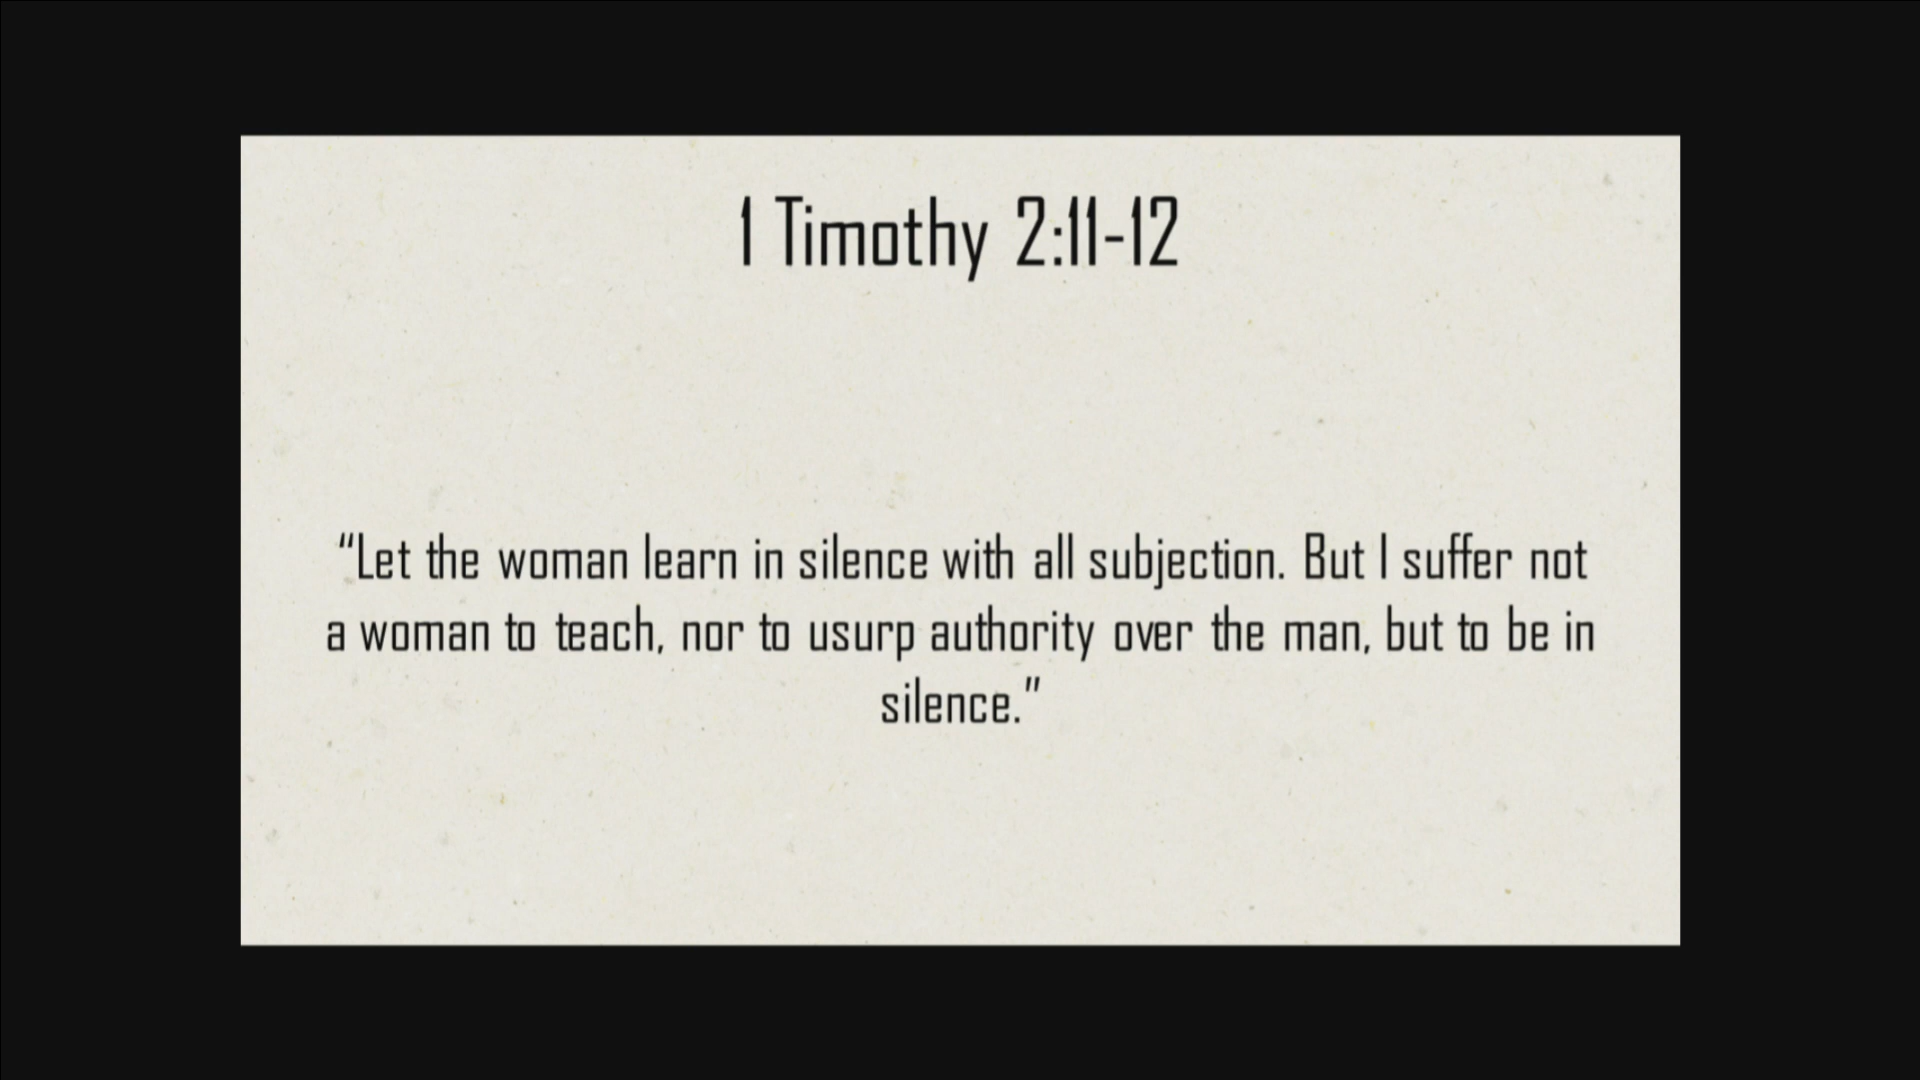 1 Timothy 2:11-12
“Let the woman learn in silence with all subjection. But I suffer not
a woman to teach, nor to usurp authority over the man, but to be in
silence.”